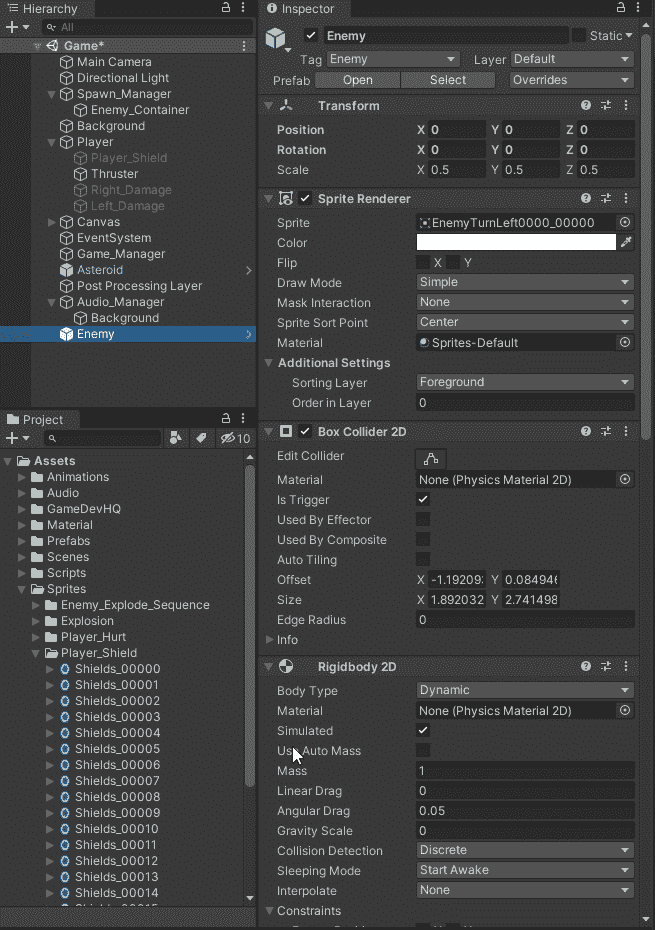 Hierarchy
All
Game*
Main Camera
Directional Light
Spawn_Manager
Enemy_Container
Background
Player
Player_Shield
Thruster
Right_Damage
Left_Damage
Canvas
EventSystem
Game_Manager
Asteroid
Post Processing Layer
Audio_Manager
Background
Enemy
Project
10
Assets
Animations
Audio
GameDevHQ
Material
Prefabs
Scenes
Scripts
Sprites
Enemy_Explode_Sequence
Explosion
Player_Hurt
Player_Shield
Shields_00000
Shields_00001
Shields_00002
Shields_00003
Shields_00004
Shields_00005
Shields_00006
Shields_00007
Shields_00008
Shields_00009
Shields_00010
Shields_00011
Shields_00012
Shields_00013
Shields_00014
Inspector
Enemy Static
Tag Enemy Layer Default
Prefab Open Select Overrides
Transform
Position X 0 Y 0 Z 0
Rotation X 0 Y 0 Z 0
Scale X 0.5 Y 0.5 Z 0.5
Sprite Renderer
Sprite EnemyTurnLeft0000_00000
Color
Flip X Y
Draw Mode Simple
Mask Interaction None
Sprite Sort Point Center
Material Sprites-Default
Additional Settings
Sorting Layer Foreground
Order in Layer 0
Box Collider 2D
Edit Collider
Material None (Physics Material 2D)
Is Trigger
Used By Effector
Used By Composite
Auto Tiling
Offset X -1.19209 Y 0.08494
Size X 1.892032 Y 2.741498
Edge Radius 0
Info
Rigidbody 2D
Body Type Dynamic
Material None (Physics Material 2D)
Simulated
Use Auto Mass
Mass 1
Linear Drag 0
Angular Drag 0.05
Gravity Scale 0
Collision Detection Discrete
Sleeping Mode Start Awake
Interpolate None
Constraints